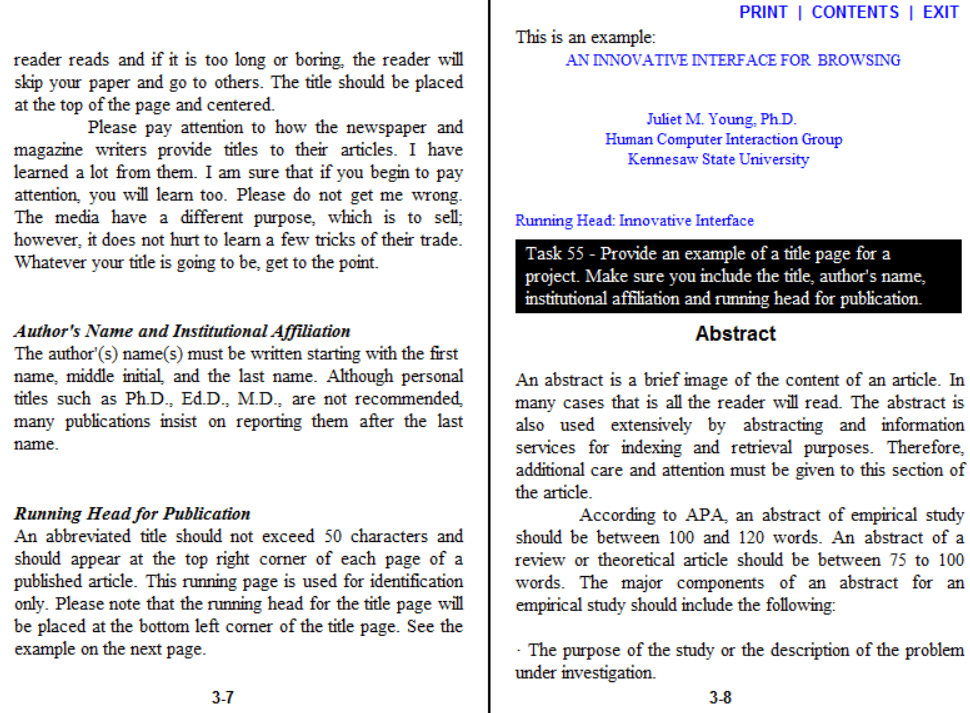 reader reads and if it is too long or boring, the reader will
skip your paper and go to others. The title should be placed
at the top of the page and centered.
Please pay attention to how the newspaper and
magazine writers provide titles to their articles. I have
learned a lot from them. I am sure that if you begin to pay
attention, you will learn too. Please do not get me wrong.
The media have a different purpose, which is to sell;
however, it does not hurt to learn a few tricks of their trade.
Whatever your title is going to be, get to the point.
Author's Name and Institutional Affiliation
The author'(s) name(s) must be written starting with the first
name, middle initial, and the last name. Although personal
titles such as Ph.D., Ed.D., M.D., are not recommended,
many publications insist on reporting them after the last
name.
Running Head for Publication
An abbreviated title should not exceed 50 characters and
should appear at the top right corner of each page of a
published article. This running page is used for identification
only. Please note that the running head for the title page will
be placed at the bottom left corner of the title page. See the
example on the next page.
3-7
PRINT | CONTENTS | EXIT
This is an example:
AN INNOVATIVE INTERFACE FOR BROWSING
Juliet M. Young, Ph.D.
Human Computer Interaction Group
Kennesaw State University
Running Head: Innovative Interface
Task 55 - Provide an example of a title page for a
project. Make sure you include the title, author's name,
institutional affiliation and running head for publication.
Abstract
An abstract is a brief image of the content of an article. In
many cases that is all the reader will read. The abstract is
also used extensively by abstracting and information
services for indexing and retrieval purposes. Therefore,
additional care and attention must be given to this section of
the article.
According to APA, an abstract of empirical study
should be between 100 and 120 words. An abstract of a
review or theoretical article should be between 75 to 100
words. The major components of an abstract for an
empirical study should include the following:
· The purpose of the study or the description of the problem
under investigation.
3-8